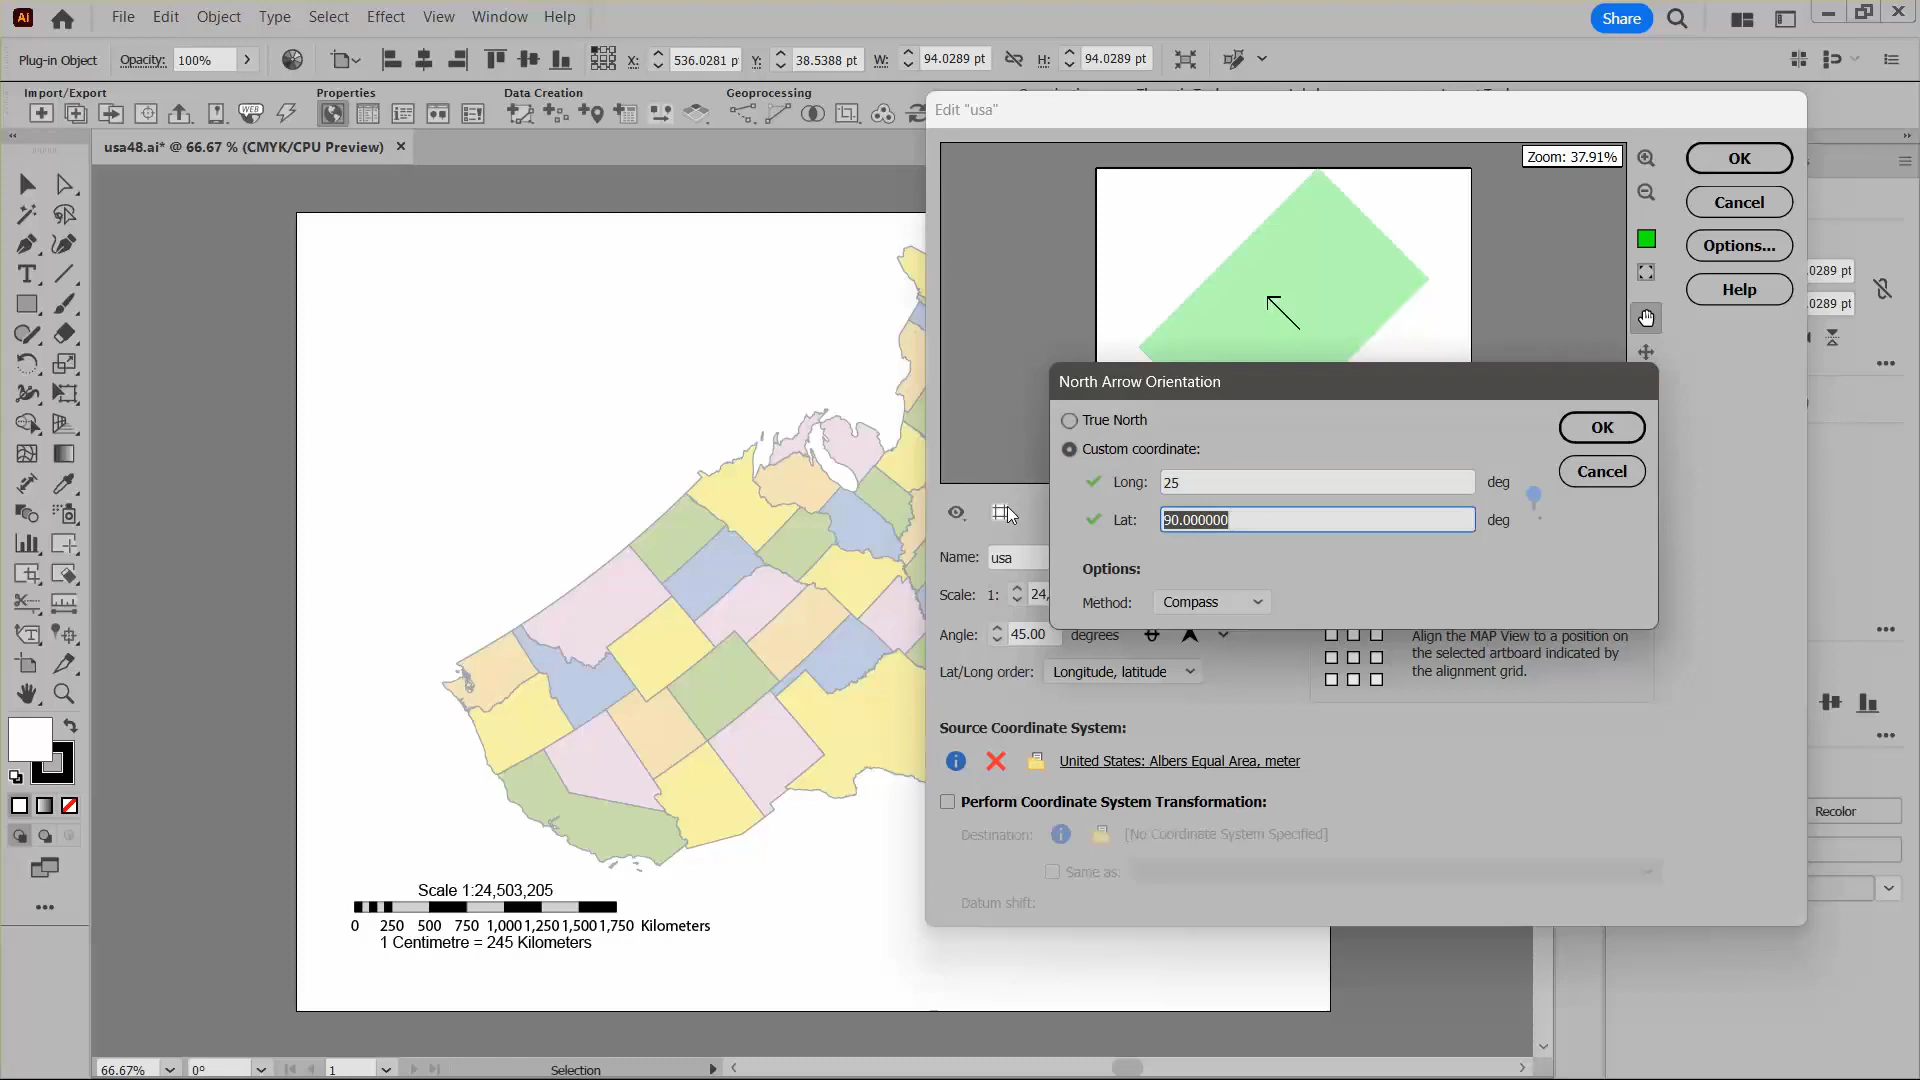 Ai File Edit Object Type Select Effect View Window Help Share
Plug-in Object Opacity: 100% X: 536.0281 p Y: 38.5388 pt W: 94.0289 pt H: 94.0289 pt
Import/Export Properties Data Creation Geoprocessing
WEB
usa48.ai* @ 66.67 % (CMYK/CPU Preview)
Edit "usa"
Zoom: 37.91%
OK
Cancel
Options...
Help
.0289 pt
.0289 pt
North Arrow Orientation
True North
Custom coordinate:
Long: 25 deg
Lat: 90.000000 deg
OK
Cancel
Options:
Method: Compass
Name: usa
Scale: 1: 24,
Angle: 45.00 degrees
Lat/Long order: Longitude, latitude
Align the MAP View to a position on
the selected artboard indicated by
the alignment grid.
Source Coordinate System:
United States: Albers Equal Area, meter
Perform Coordinate System Transformation:
Destination: [No Coordinate System Specified]
Same as:
Datum shift:
Recolor
Scale 1:24,503,205
0 250 500 750 1,000 1,250 1,500 1,750 Kilometers
1 Centimetre = 245 Kilometers
66.67% 0° 1 Selection